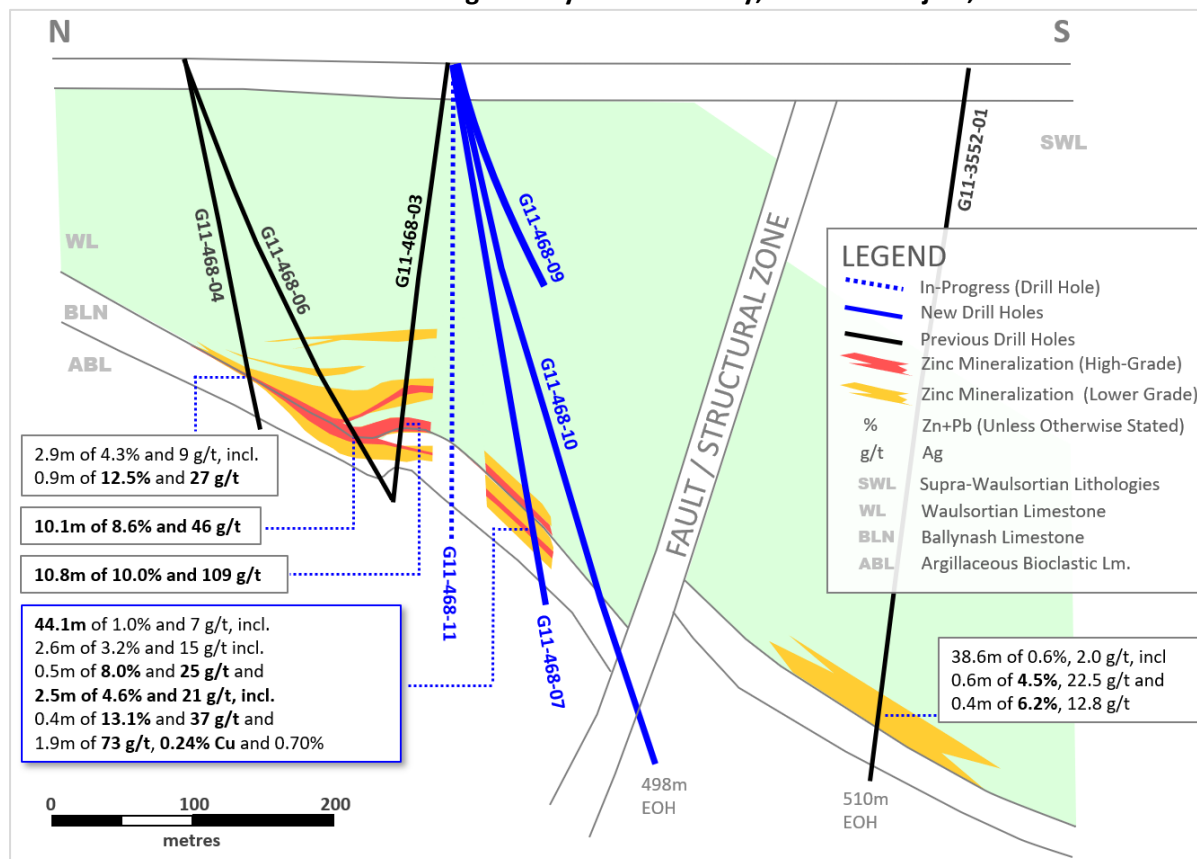 N
S
SWL
WL
BLN
ABL
G11-468-04
G11-468-06
G11-468-03
G11-468-09
G11-468-10
G11-468-11
G11-468-07
G11-3552-01
FAULT / STRUCTURAL ZONE
LEGEND
In-Progress (Drill Hole)
New Drill Holes
Previous Drill Holes
Zinc Mineralization (High-Grade)
Zinc Mineralization (Lower Grade)
% Zn+Pb (Unless Otherwise Stated)
g/t Ag
SWL Supra-Waulsortian Lithologies
WL Waulsortian Limestone
BLN Ballynash Limestone
ABL Argillaceous Bioclastic Lm.
2.9m of 4.3% and 9 g/t, incl.
0.9m of 12.5% and 27 g/t
10.1m of 8.6% and 46 g/t
10.8m of 10.0% and 109 g/t
44.1m of 1.0% and 7 g/t, incl.
2.6m of 3.2% and 15 g/t incl.
0.5m of 8.0% and 25 g/t and
2.5m of 4.6% and 21 g/t, incl.
0.4m of 13.1% and 37 g/t and
1.9m of 73 g/t, 0.24% Cu and 0.70%
38.6m of 0.6%, 2.0 g/t, incl
0.6m of 4.5%, 22.5 g/t and
0.4m of 6.2%, 12.8 g/t
498m
EOH
510m
EOH
0 100 200
metres